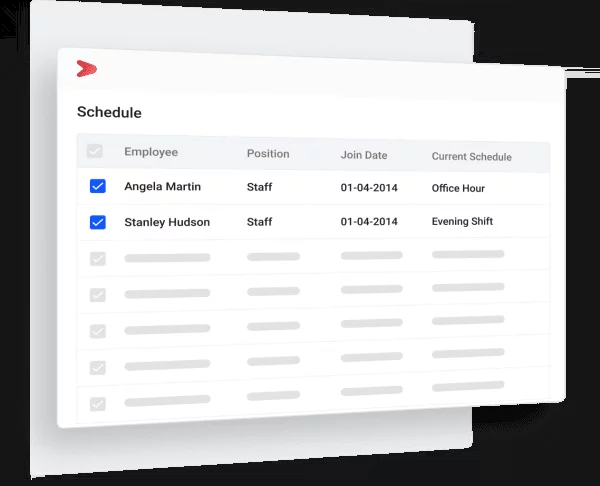 Schedule
Employee Position Join Date Current Schedule
Angela Martin Staff 01-04-2014 Office Hour
Stanley Hudson Staff 01-04-2014 Evening Shift